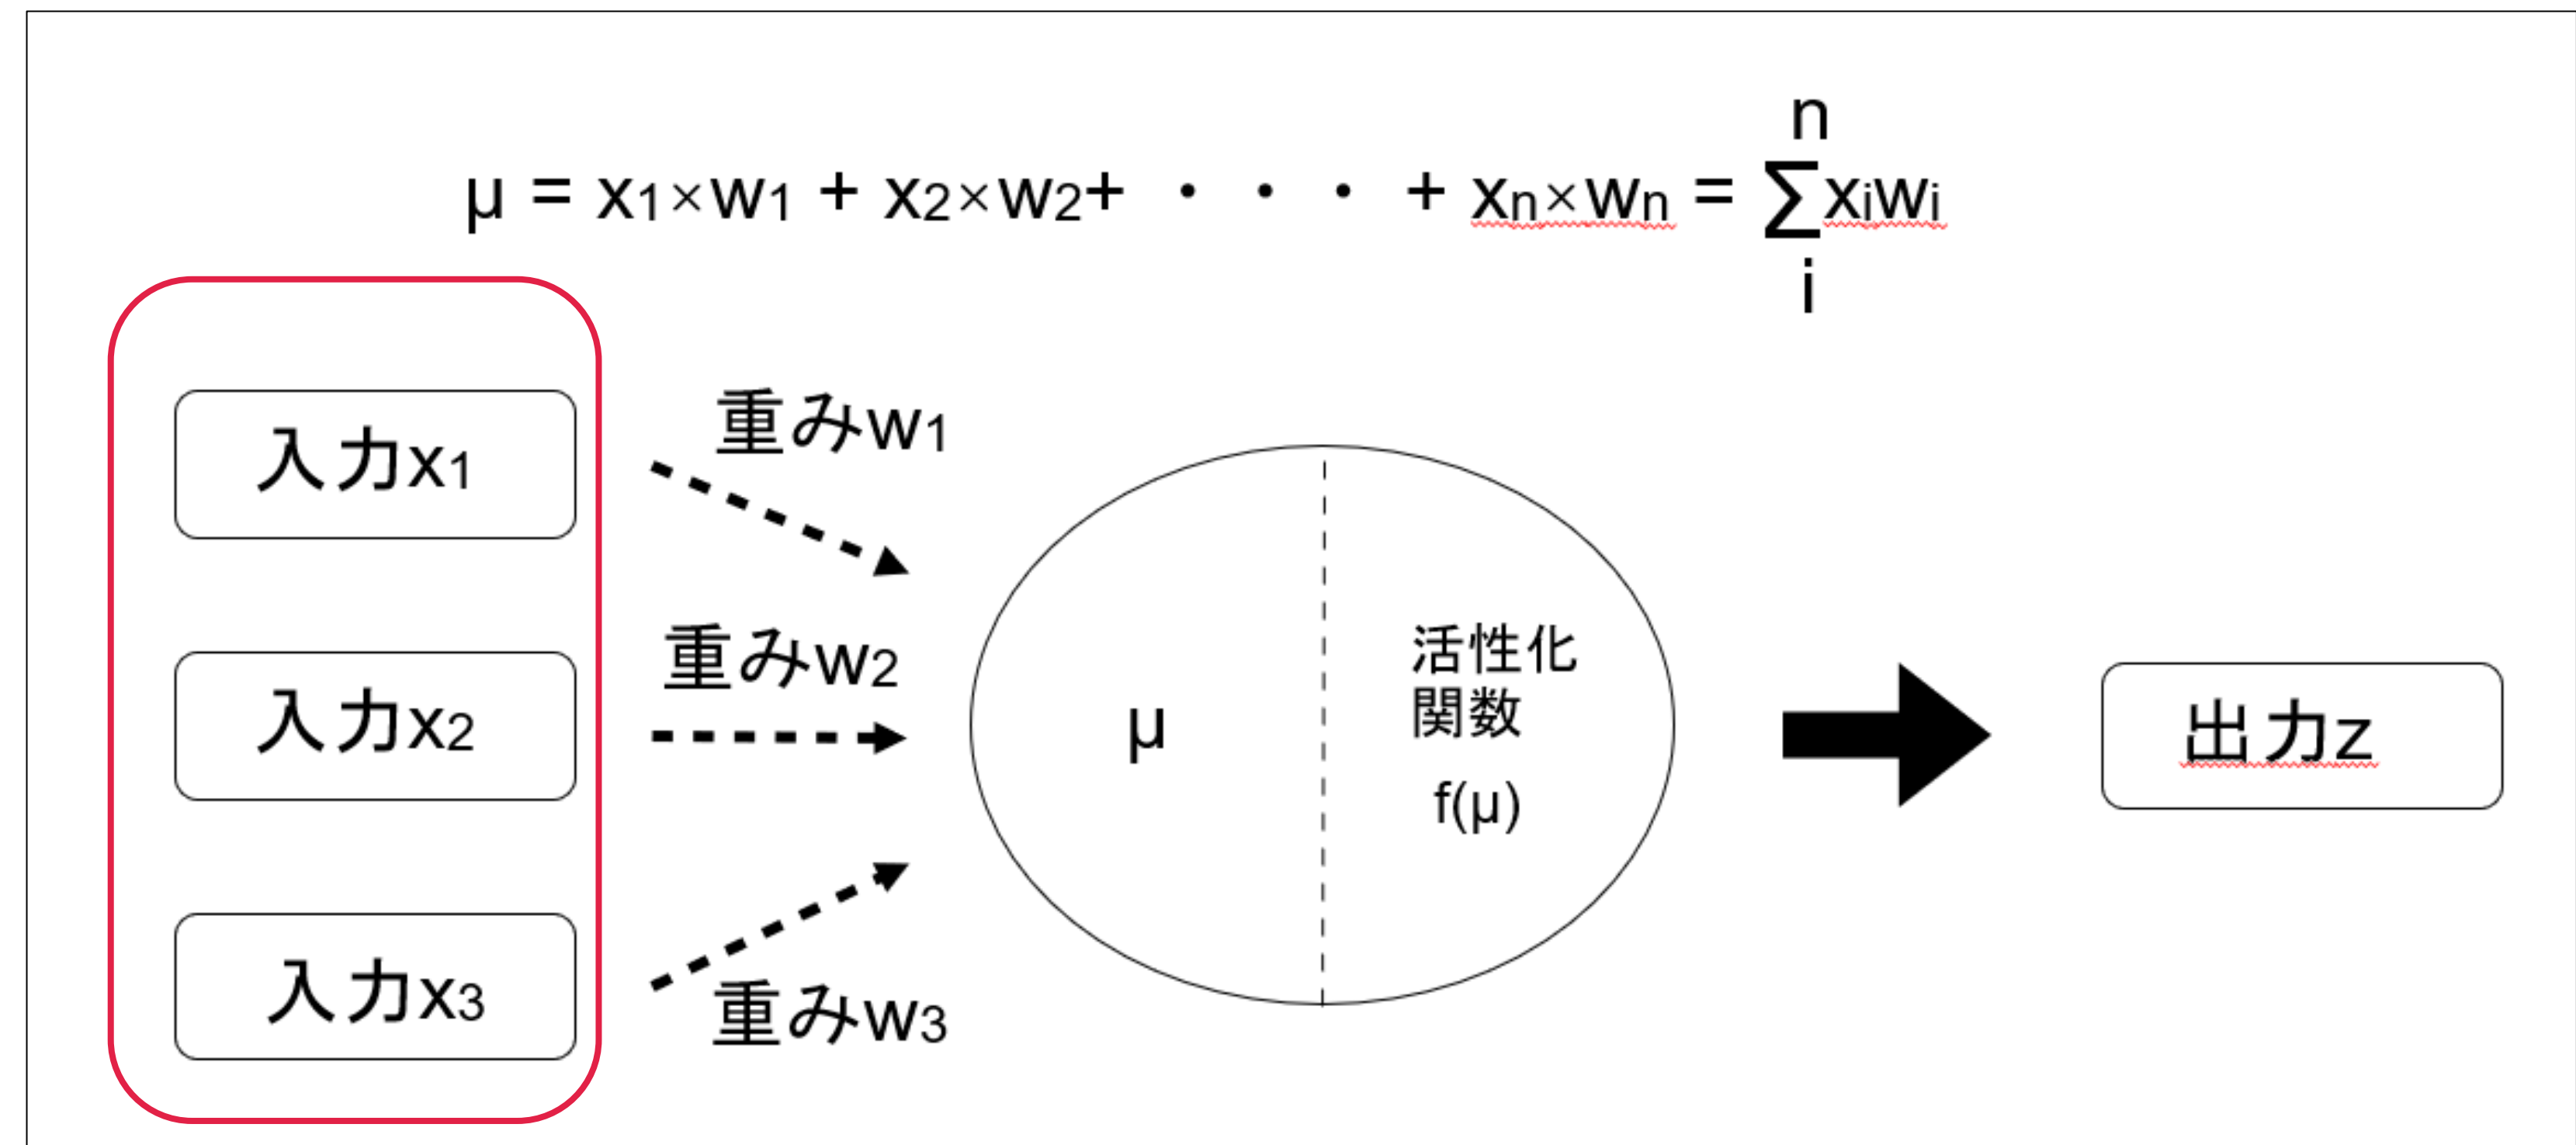 n
μ = x1×w1 + x2×w2+ ・ ・ ・ + xn×wn = ∑xiwi
i
重みw1
入力x1
重みw2
入力x2
μ
活性化
関数
f(μ)
出力z
入力x3
重みw3